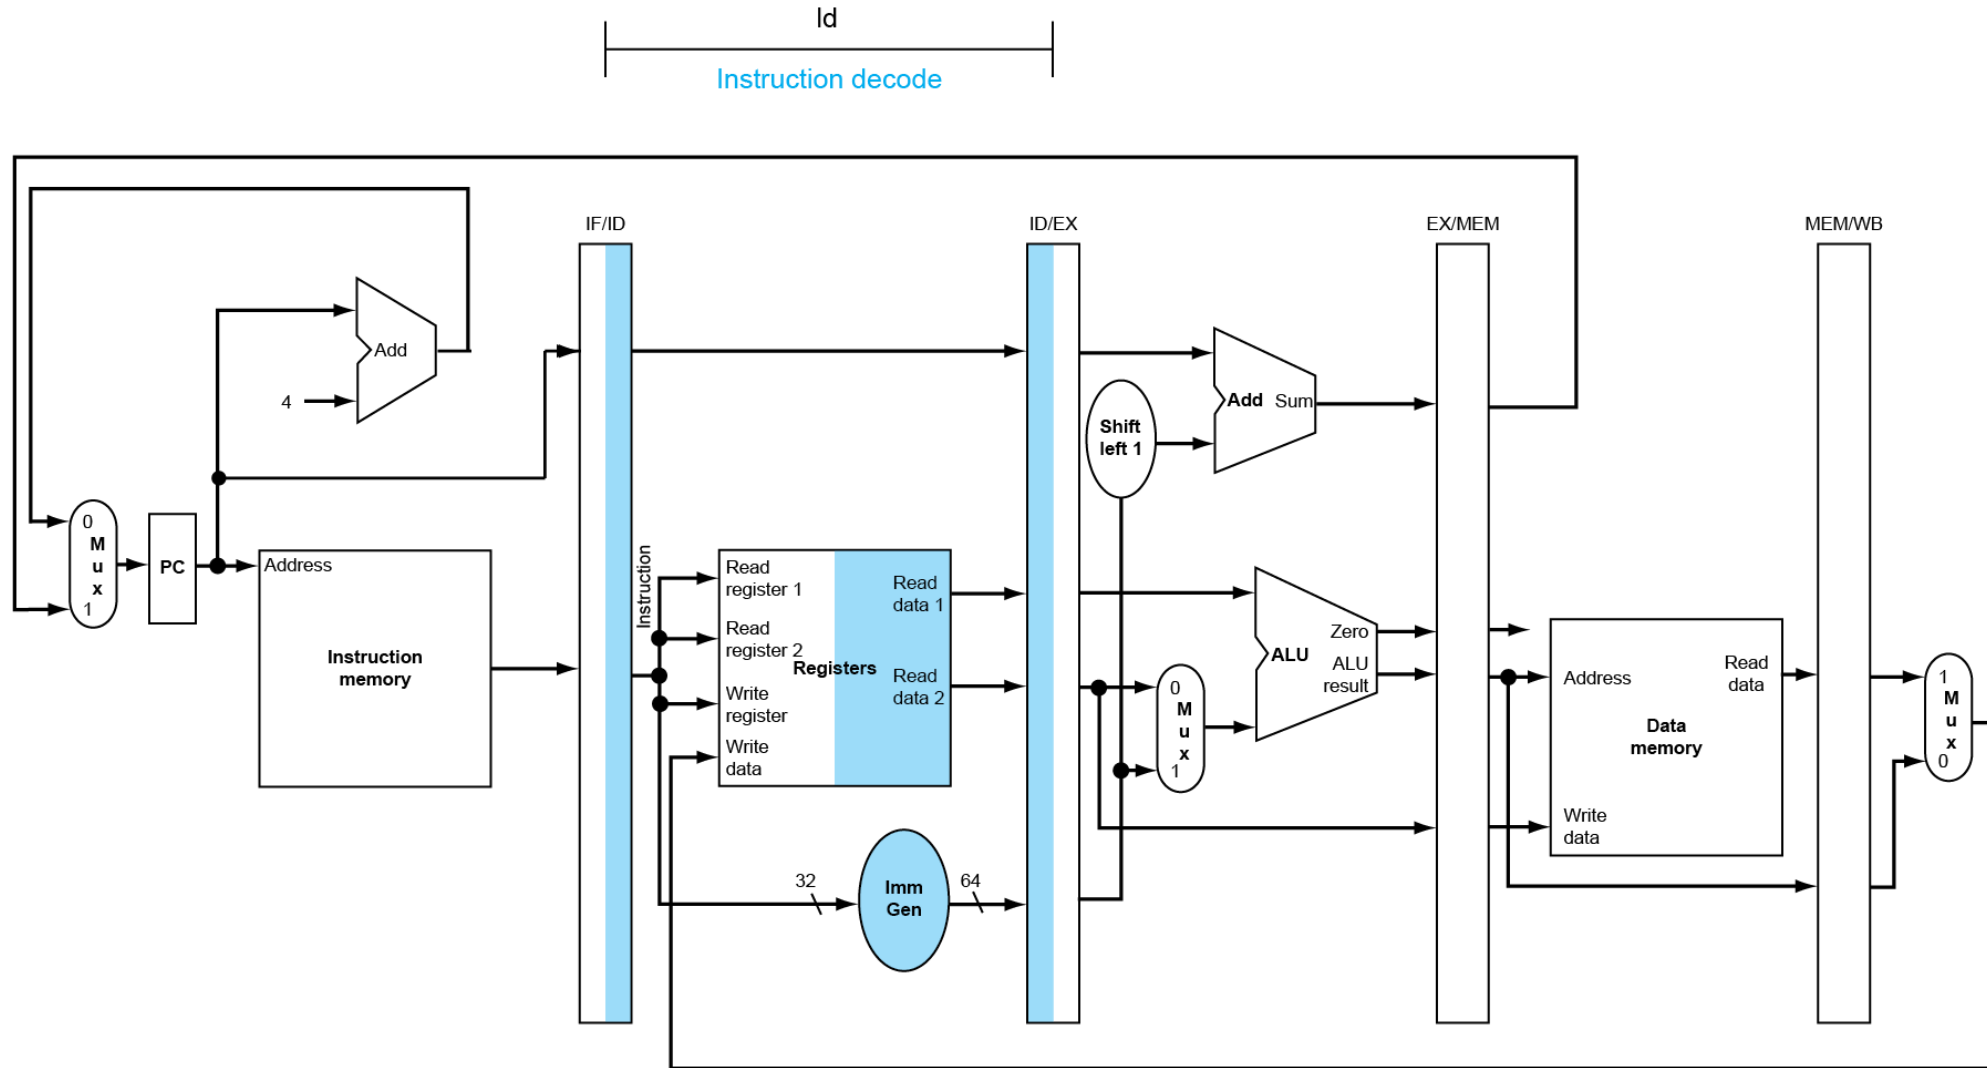 ld
Instruction decode
IF/ID
ID/EX
EX/MEM
MEM/WB
Add
4
Add Sum
Shift
left 1
0
M
u
x
1
PC
Address
Instruction
memory
Instruction
Read
register 1
Read
register 2
Write
register
Write
data
Registers
Read
data 1
Read
data 2
32
Imm
Gen
64
0
M
u
x
1
ALU
Zero
ALU
result
Address
Read
data
Data
memory
Write
data
1
M
u
x
0